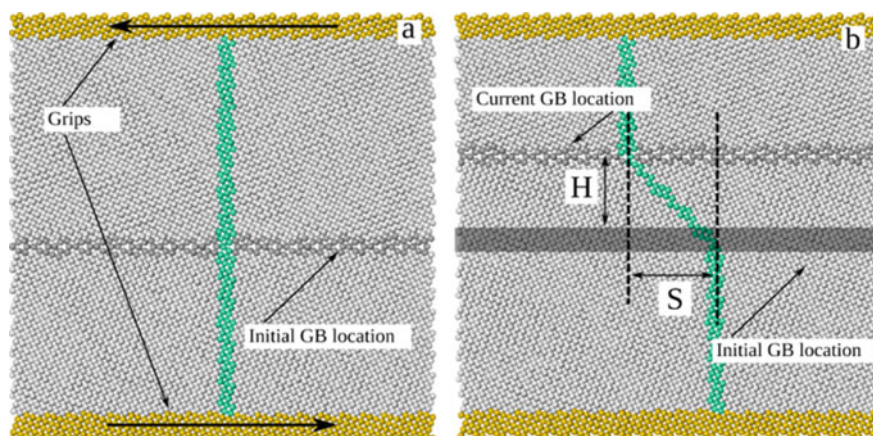 a
Grips
Initial GB location
b
Current GB location
H
S
Initial GB location